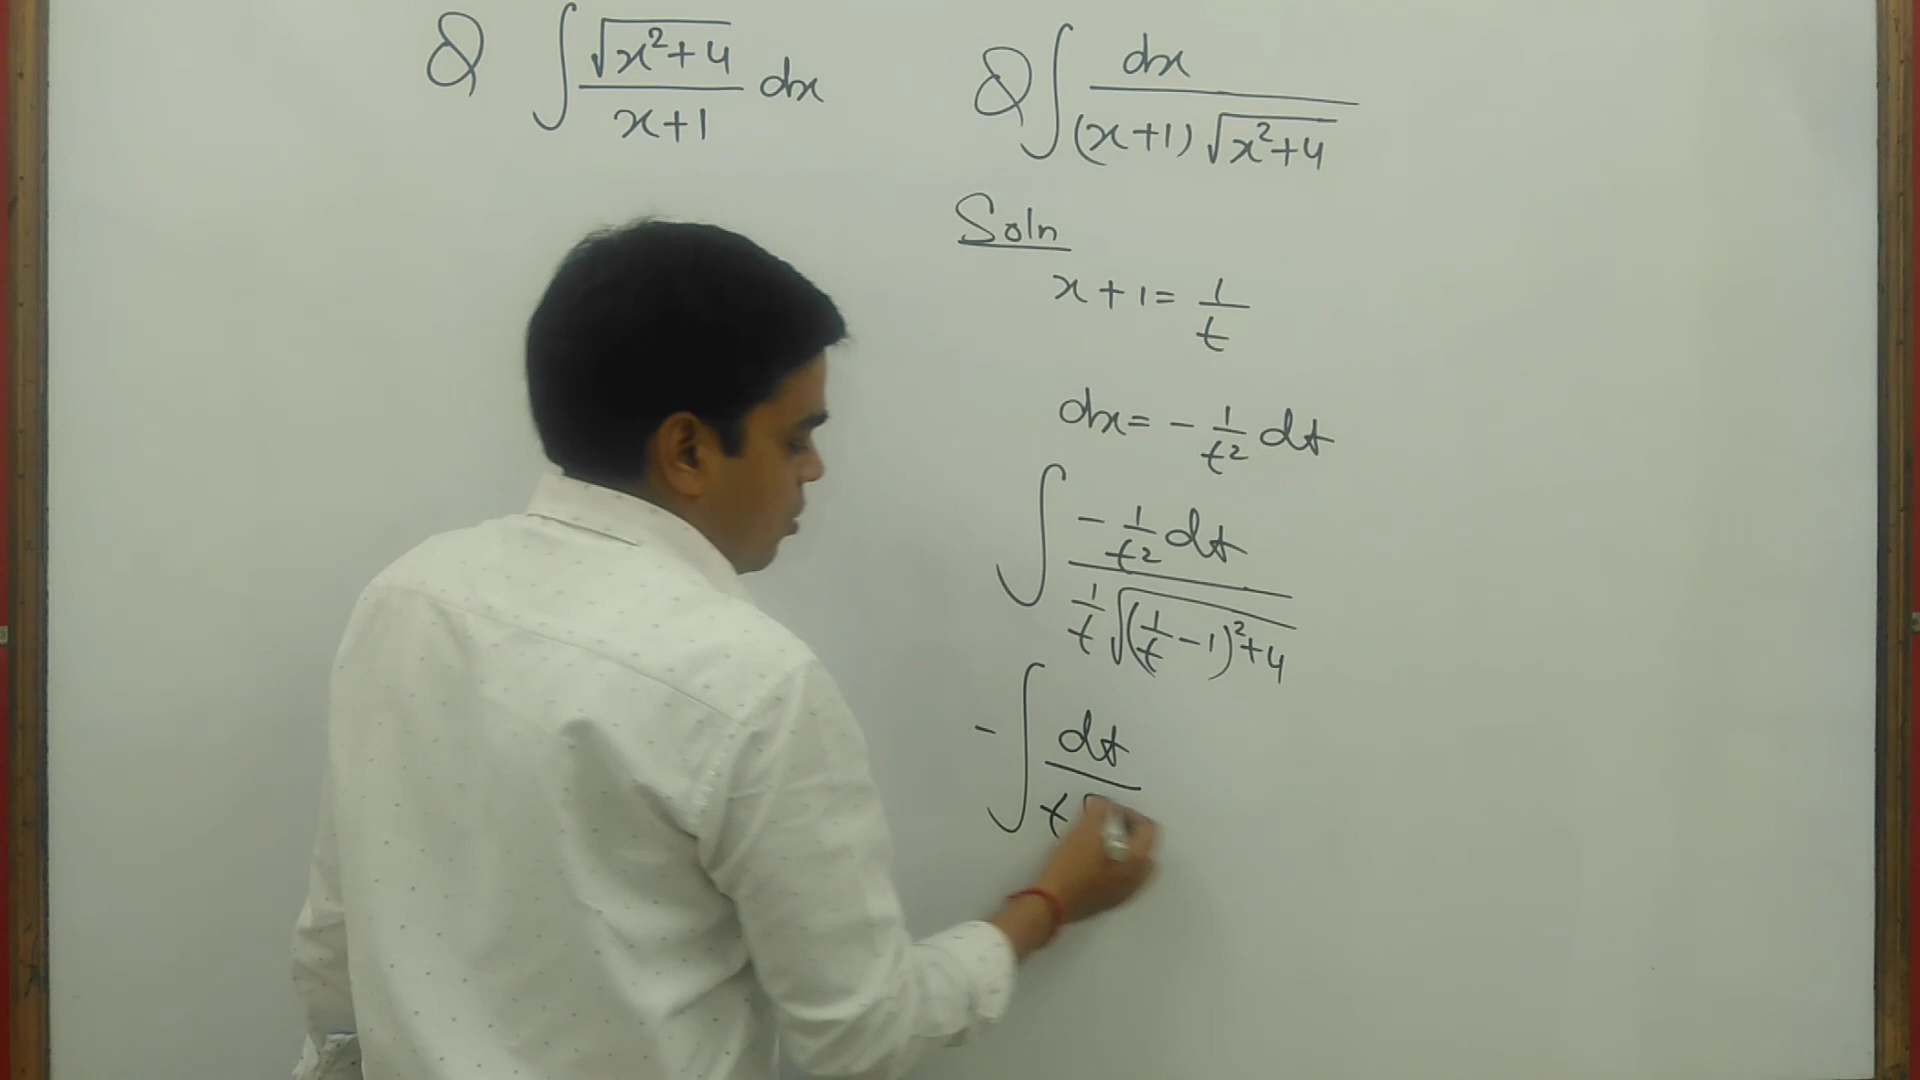 Q ∫ √(x²+4) / (x+1) dx
Q ∫ dx / ((x+1) √(x²+4))
Soln
x + 1 = 1/t
dx = - 1/t² dt
∫ (- 1/t² dt) / (1/t √((1/t - 1)² + 4))
- ∫ dt / t